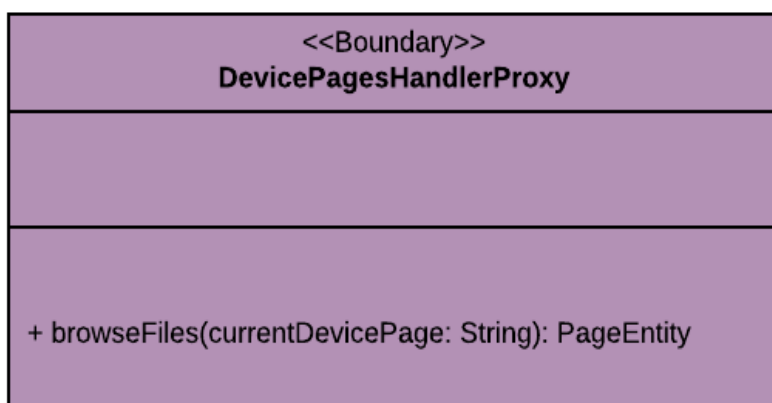 <<Boundary>>
DevicePagesHandlerProxy
+ browseFiles(currentDevicePage: String): PageEntity